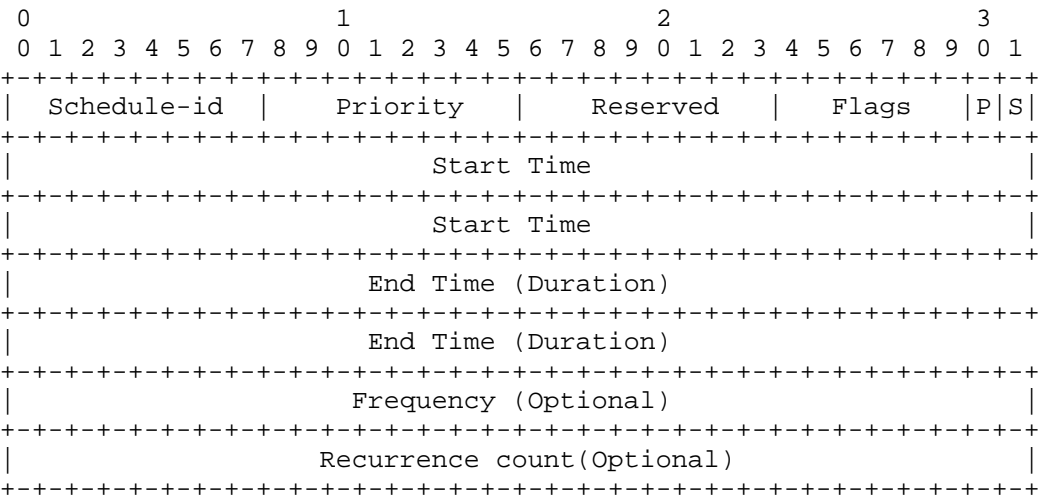 0                   1                   2                   3
 0 1 2 3 4 5 6 7 8 9 0 1 2 3 4 5 6 7 8 9 0 1 2 3 4 5 6 7 8 9 0 1
+-+-+-+-+-+-+-+-+-+-+-+-+-+-+-+-+-+-+-+-+-+-+-+-+-+-+-+-+-+-+-+-+
|  Schedule-id  |    Priority   |    Reserved   |   Flags   |P|S|
+-+-+-+-+-+-+-+-+-+-+-+-+-+-+-+-+-+-+-+-+-+-+-+-+-+-+-+-+-+-+-+-+
|                          Start Time                           |
+-+-+-+-+-+-+-+-+-+-+-+-+-+-+-+-+-+-+-+-+-+-+-+-+-+-+-+-+-+-+-+-+
|                          Start Time                           |
+-+-+-+-+-+-+-+-+-+-+-+-+-+-+-+-+-+-+-+-+-+-+-+-+-+-+-+-+-+-+-+-+
|                      End Time (Duration)
+-+-+-+-+-+-+-+-+-+-+-+-+-+-+-+-+-+-+-+-+-+-+-+-+-+-+-+-+-+-+-+-+
|                      End Time (Duration)
+-+-+-+-+-+-+-+-+-+-+-+-+-+-+-+-+-+-+-+-+-+-+-+-+-+-+-+-+-+-+-+-+
|                     Frequency (Optional)                      |
+-+-+-+-+-+-+-+-+-+-+-+-+-+-+-+-+-+-+-+-+-+-+-+-+-+-+-+-+-+-+-+-+
|                   Recurrence count(Optional)                  |
+-+-+-+-+-+-+-+-+-+-+-+-+-+-+-+-+-+-+-+-+-+-+-+-+-+-+-+-+-+-+-+-+